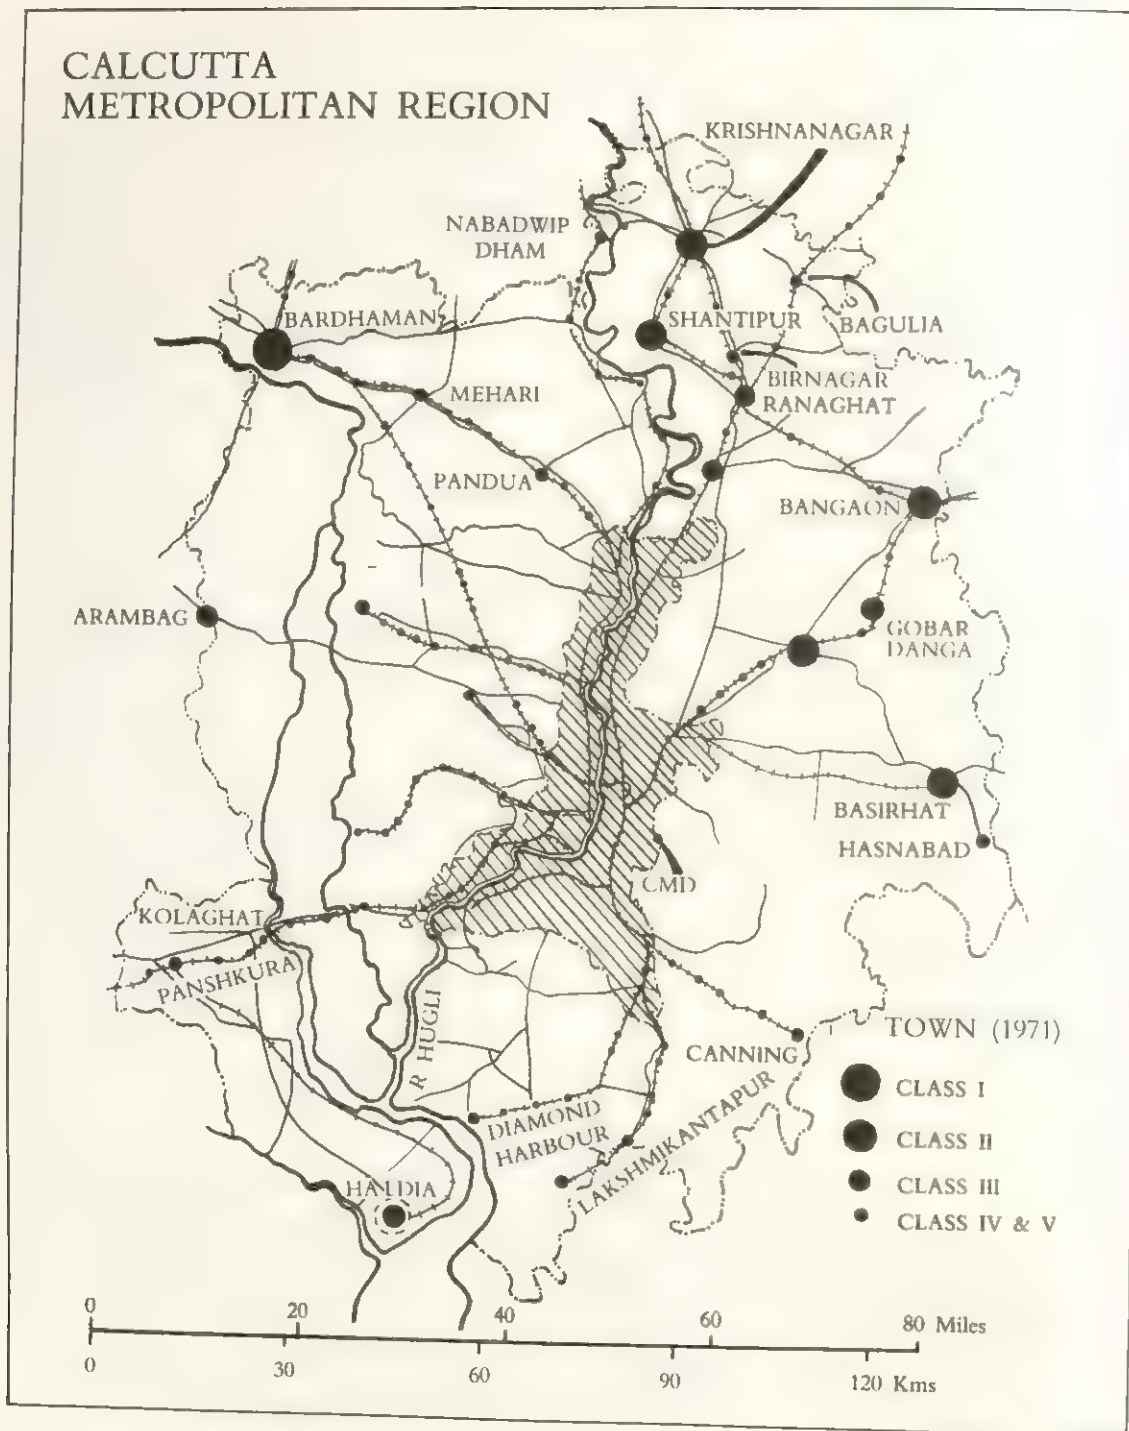 CALCUTTA
METROPOLITAN REGION
KRISHNANAGAR
NABADWIP
DHAM
BARDHAMAN
SHANTIPUR
BAGULIA
MEHARI
BIRNAGAR
RANAGHAT
PANDUA
BANGAON
ARAMBAG
GOBAR
DANGA
BASIRHAT
HASNABAD
CMD
KOLAGHAT
PANSHKURA
R HUGLI
CANNING
DIAMOND
HARBOUR
LAKSHMIKANTAPUR
HALDIA
TOWN (1971)
CLASS I
CLASS II
CLASS III
CLASS IV & V
0 20 40 60 80 Miles
0 30 60 90 120 Kms